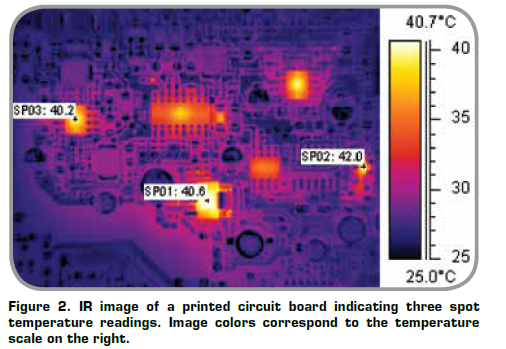 40.7°C
SP03: 40.2
SP02: 42.0
SP01: 40.6
40
35
30
25
25.0°C
Figure 2. IR image of a printed circuit board indicating three spot
temperature readings. Image colors correspond to the temperature
scale on the right.